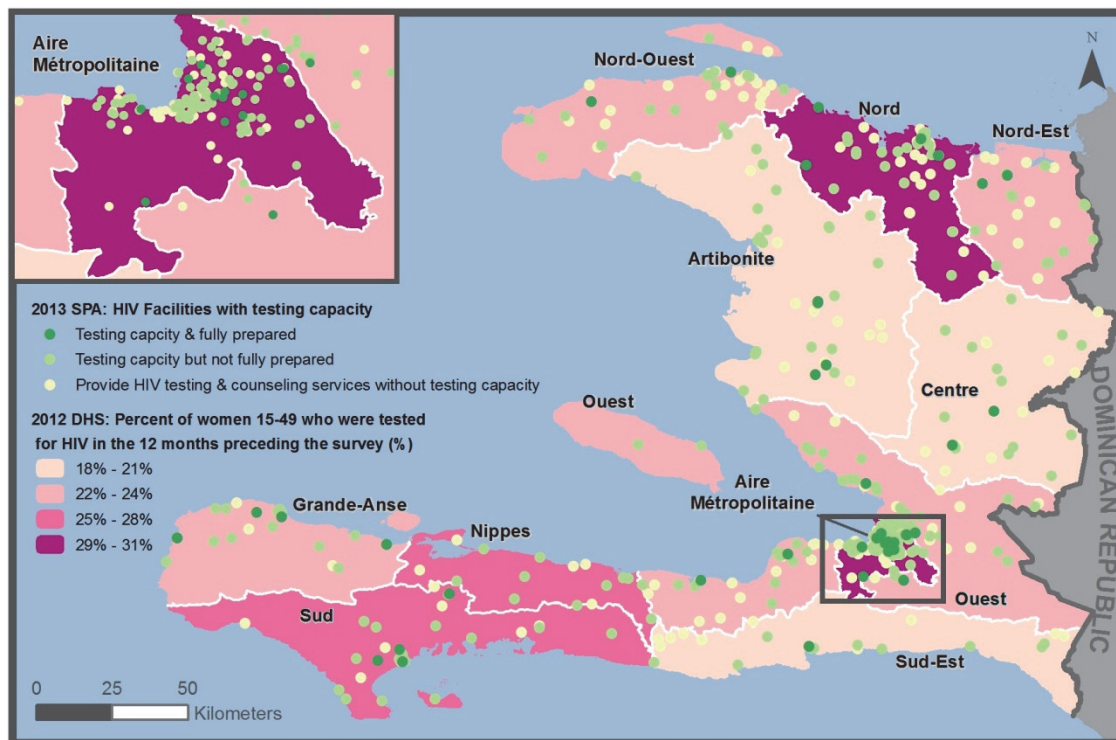 Aire
Métropolitaine
Nord-Ouest
N
Nord
Nord-Est
Artibonite
2013 SPA: HIV Facilities with testing capacity
Testing capcity & fully prepared
Testing capcity but not fully prepared
Provide HIV testing & counseling services without testing capacity
2012 DHS: Percent of women 15-49 who were tested
for HIV in the 12 months preceding the survey (%)
18% - 21%
22% - 24%
25% - 28%
29% - 31%
Ouest
Centre
DOMINICAN REPUBLIC
Aire
Métropolitaine
Grande-Anse
Nippes
Sud
Ouest
Sud-Est
0 25 50
Kilometers